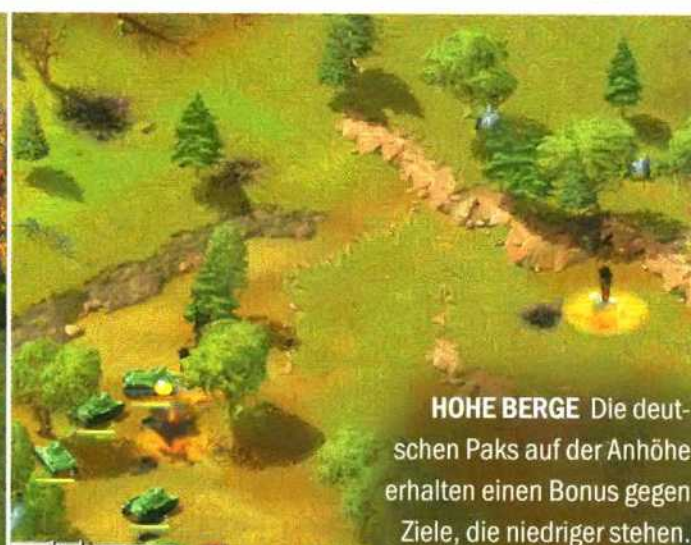 HOHE BERGE Die deut-
schen Paks auf der Anhöhe
erhalten einen Bonus gegen
Ziele, die niedriger stehen.